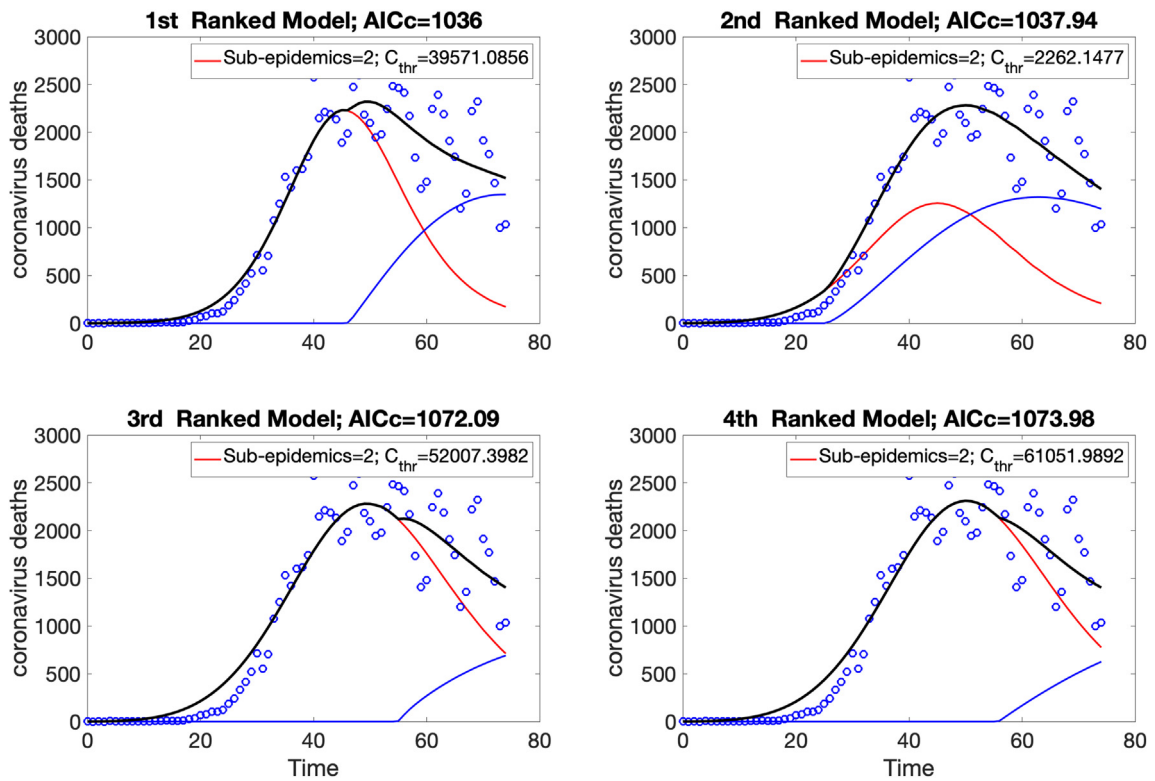 1st Ranked Model; AICc=1036
Sub-epidemics=2; C_thr=39571.0856
coronavirus deaths
3000
2500
2000
1500
1000
500
0
0 20 40 60 80
2nd Ranked Model; AICc=1037.94
Sub-epidemics=2; C_thr=2262.1477
coronavirus deaths
3000
2500
2000
1500
1000
500
0
0 20 40 60 80
3rd Ranked Model; AICc=1072.09
Sub-epidemics=2; C_thr=52007.3982
coronavirus deaths
3000
2500
2000
1500
1000
500
0
0 20 40 60 80
Time
4th Ranked Model; AICc=1073.98
Sub-epidemics=2; C_thr=61051.9892
coronavirus deaths
3000
2500
2000
1500
1000
500
0
0 20 40 60 80
Time